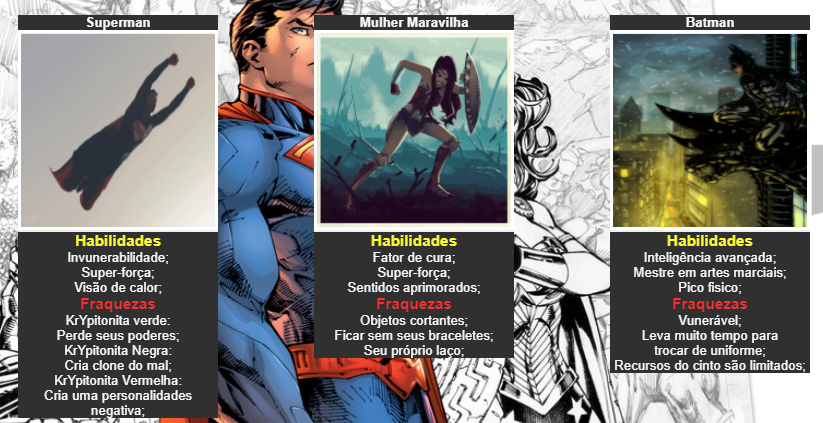 Superman
Habilidades
Invunerabilidade;
Super-força;
Visão de calor;
Fraquezas
KrYpitonita verde:
Perde seus poderes;
KrYpitonita Negra:
Cria clone do mal;
KrYpitonita Vermelha:
Cria uma personalidades
negativa;
Mulher Maravilha
Habilidades
Fator de cura;
Super-força;
Sentidos aprimorados;
Fraquezas
Objetos cortantes;
Ficar sem seus braceletes;
Seu próprio laço;
Batman
Habilidades
Inteligência avançada;
Mestre em artes marciais;
Pico fisico;
Fraquezas
Vunerável;
Leva muito tempo para
trocar de uniforme;
Recursos do cinto são limitados;